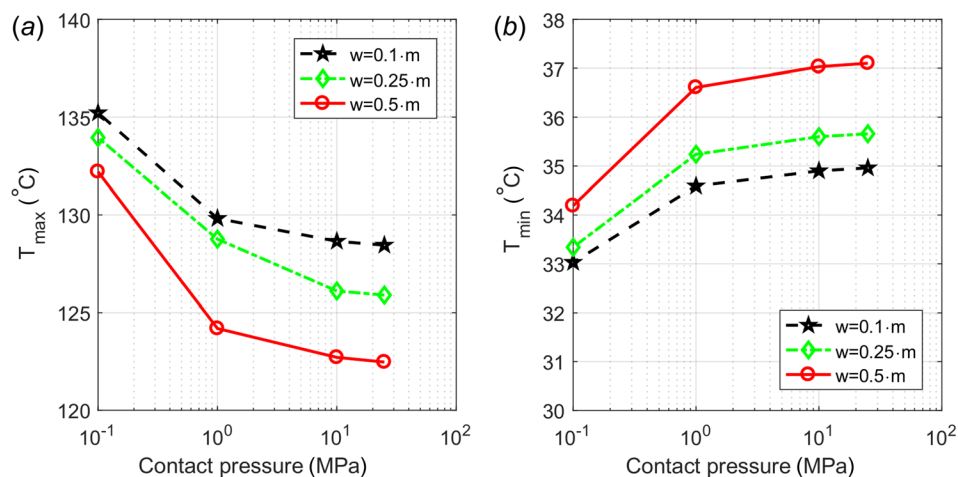 (a)
140
135
130
125
120
T_max (°C)
w=0.1·m
w=0.25·m
w=0.5·m
10^-1
10^0
10^1
10^2
Contact pressure (MPa)
(b)
38
37
36
35
34
33
32
31
30
T_min (°C)
w=0.1·m
w=0.25·m
w=0.5·m
10^-1
10^0
10^1
10^2
Contact pressure (MPa)